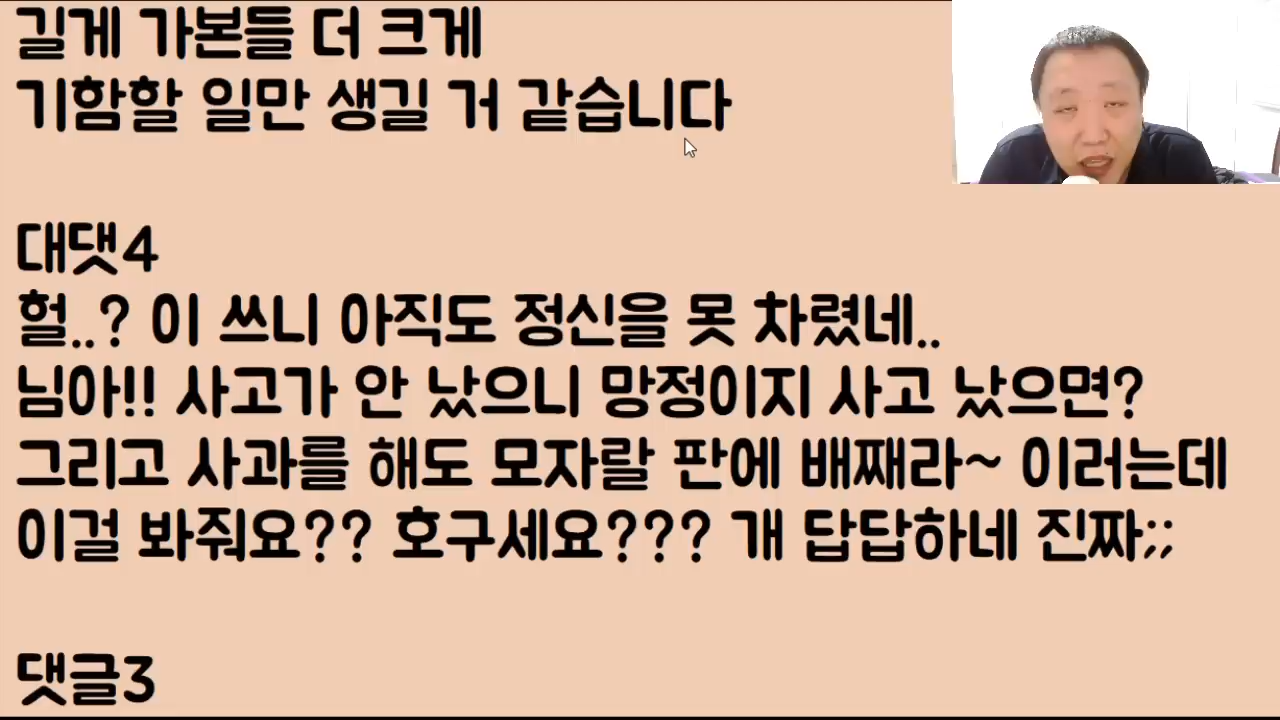 길게 가본들 더 크게
기함할 일만 생길 거 같습니다
대댓4
헐..? 이 쓰니 아직도 정신을 못 차렸네..
님아!! 사고가 안 났으니 망정이지 사고 났으면?
그리고 사과를 해도 모자랄 판에 배째라~ 이러는데
이걸 봐줘요?? 호구세요??? 개 답답하네 진짜;;
댓글3